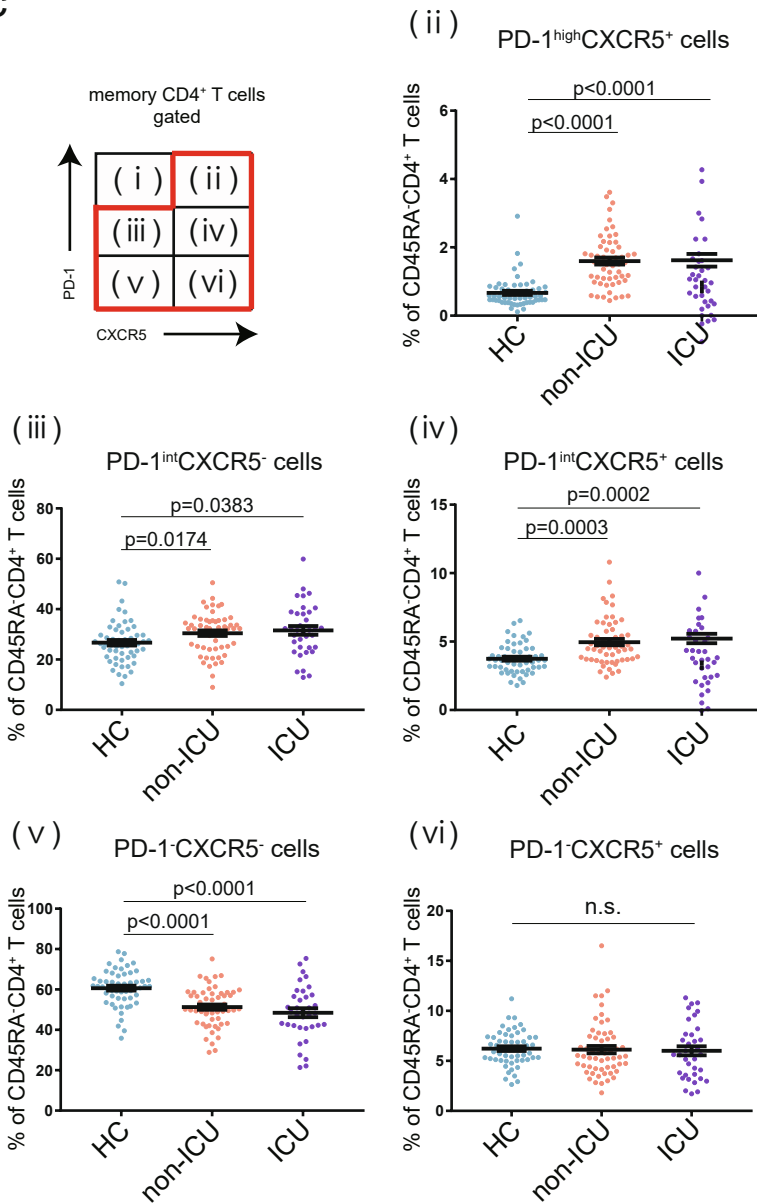 (ii)
PD-1highCXCR5+ cells
memory CD4+ T cells
gated
(i) (ii)
(iii) (iv)
(v) (vi)
PD-1
CXCR5
% of CD45RA-CD4+ T cells
p<0.0001
p<0.0001
6
4
2
0
HC non-ICU ICU
(iii)
PD-1intCXCR5- cells
% of CD45RA-CD4+ T cells
p=0.0383
p=0.0174
80
60
40
20
0
HC non-ICU ICU
(iv)
PD-1intCXCR5+ cells
% of CD45RA-CD4+ T cells
p=0.0002
p=0.0003
15
10
5
0
HC non-ICU ICU
(v)
PD-1-CXCR5- cells
% of CD45RA-CD4+ T cells
p<0.0001
p<0.0001
100
80
60
40
20
0
HC non-ICU ICU
(vi)
PD-1-CXCR5+ cells
% of CD45RA-CD4+ T cells
n.s.
20
15
10
5
0
HC non-ICU ICU